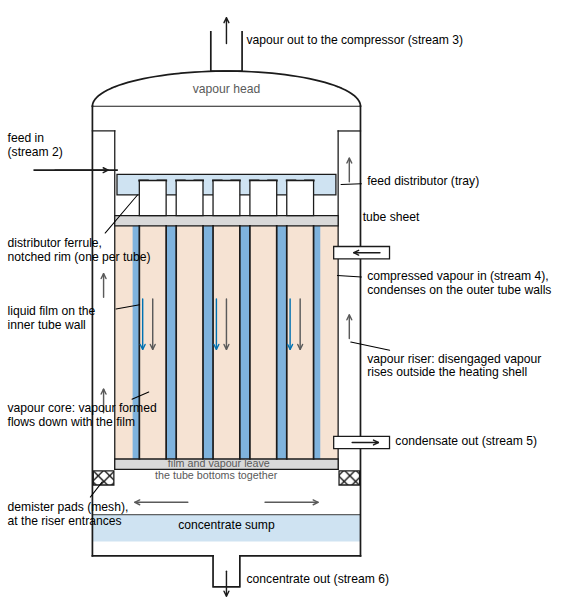 vapour out to the compressor (stream 3)
vapour head
feed in
(stream 2)
feed distributor (tray)
tube sheet
distributor ferrule,
notched rim (one per tube)
compressed vapour in (stream 4),
condenses on the outer tube walls
liquid film on the
inner tube wall
vapour riser: disengaged vapour
rises outside the heating shell
vapour core: vapour formed
flows down with the film
condensate out (stream 5)
film and vapour leave
the tube bottoms together
demister pads (mesh),
at the riser entrances
concentrate sump
concentrate out (stream 6)